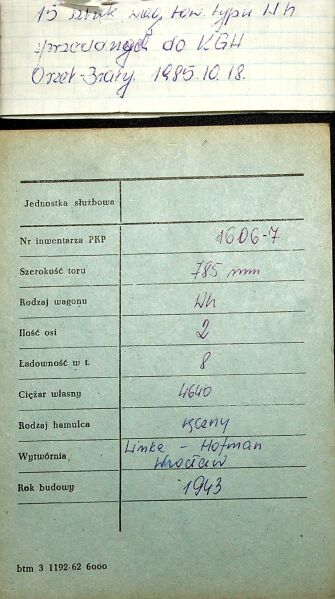 15 sztuk wag. tow. typu Wh
sprzedanych do KGH
Orzeł-Biały 1985.10.18.
Jednostka służbowa
Nr inwentarza PKP 1606-7
Szerokość toru 785 mm
Rodzaj wagonu Wh
Ilość osi 2
Ładowność w t. 8
Ciężar własny 4640
Rodzaj hamulca ręczny
Wytwórnia Linke - Hofman
Wrocław
Rok budowy 1943
btm 3 1192-62 6000